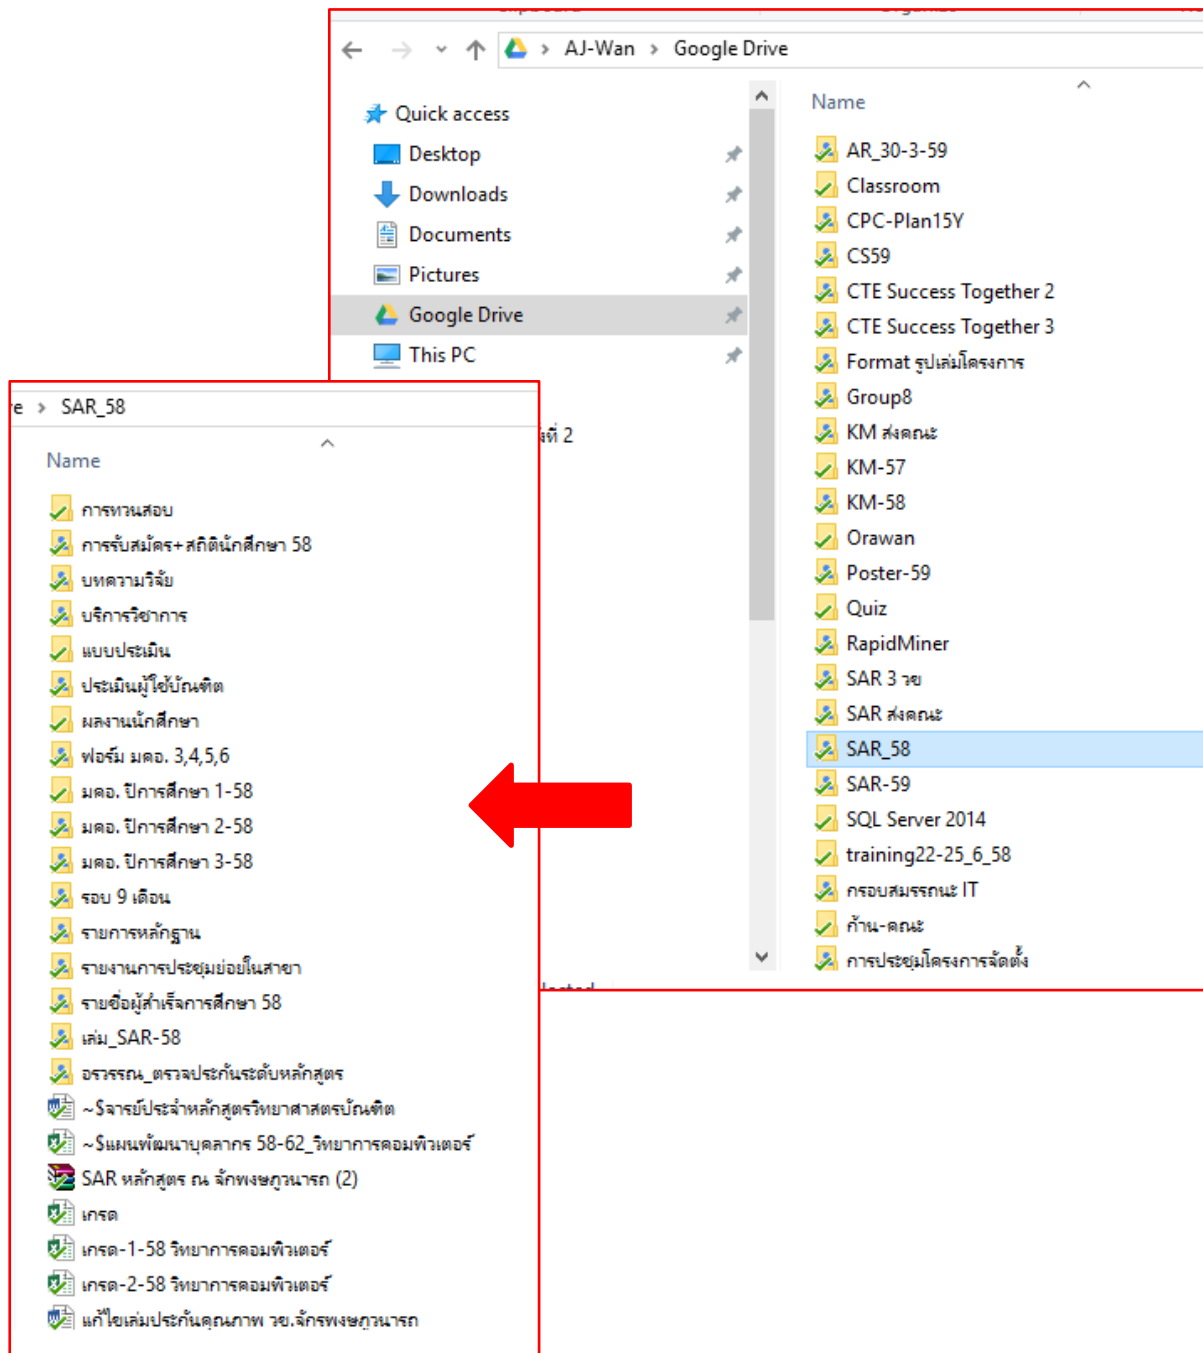 AJ-Wan > Google Drive
Quick access
Desktop
Downloads
Documents
Pictures
Google Drive
This PC
ที่ 2
Name
AR_30-3-59
Classroom
CPC-Plan15Y
CS59
CTE Success Together 2
CTE Success Together 3
Format รูปเล่มโครงการ
Group8
KM ส่งคณะ
KM-57
KM-58
Orawan
Poster-59
Quiz
RapidMiner
SAR 3 วข
SAR ส่งคณะ
SAR_58
SAR-59
SQL Server 2014
training22-25_6_58
กรอบสมรรถนะ IT
ก้าน-คณะ
การประชุมโครงการจัดตั้ง
> SAR_58
Name
การทวนสอบ
การรับสมัคร+สถิตินักศึกษา 58
บทความวิจัย
บริการวิชาการ
แบบประเมิน
ประเมินผู้ใช้บัณฑิต
ผลงานนักศึกษา
ฟอร์ม มคอ. 3,4,5,6
มคอ. ปีการศึกษา 1-58
มคอ. ปีการศึกษา 2-58
มคอ. ปีการศึกษา 3-58
รอบ 9 เดือน
รายการหลักฐาน
รายงานการประชุมย่อยในสาขา
รายชื่อผู้สำเร็จการศึกษา 58
เล่ม_SAR-58
อรวรรณ_ตรวจประกันระดับหลักสูตร
~$จารย์ประจำหลักสูตรวิทยาศาสตรบัณฑิต
~$แผนพัฒนาบุคลากร 58-62_วิทยาการคอมพิวเตอร์
SAR หลักสูตร ณ จักพงษภูวนารถ (2)
เกรด
เกรด-1-58 วิทยาการคอมพิวเตอร์
เกรด-2-58 วิทยาการคอมพิวเตอร์
แก้ไขเล่มประกันคุณภาพ วข.จักรพงษภูวนารถ